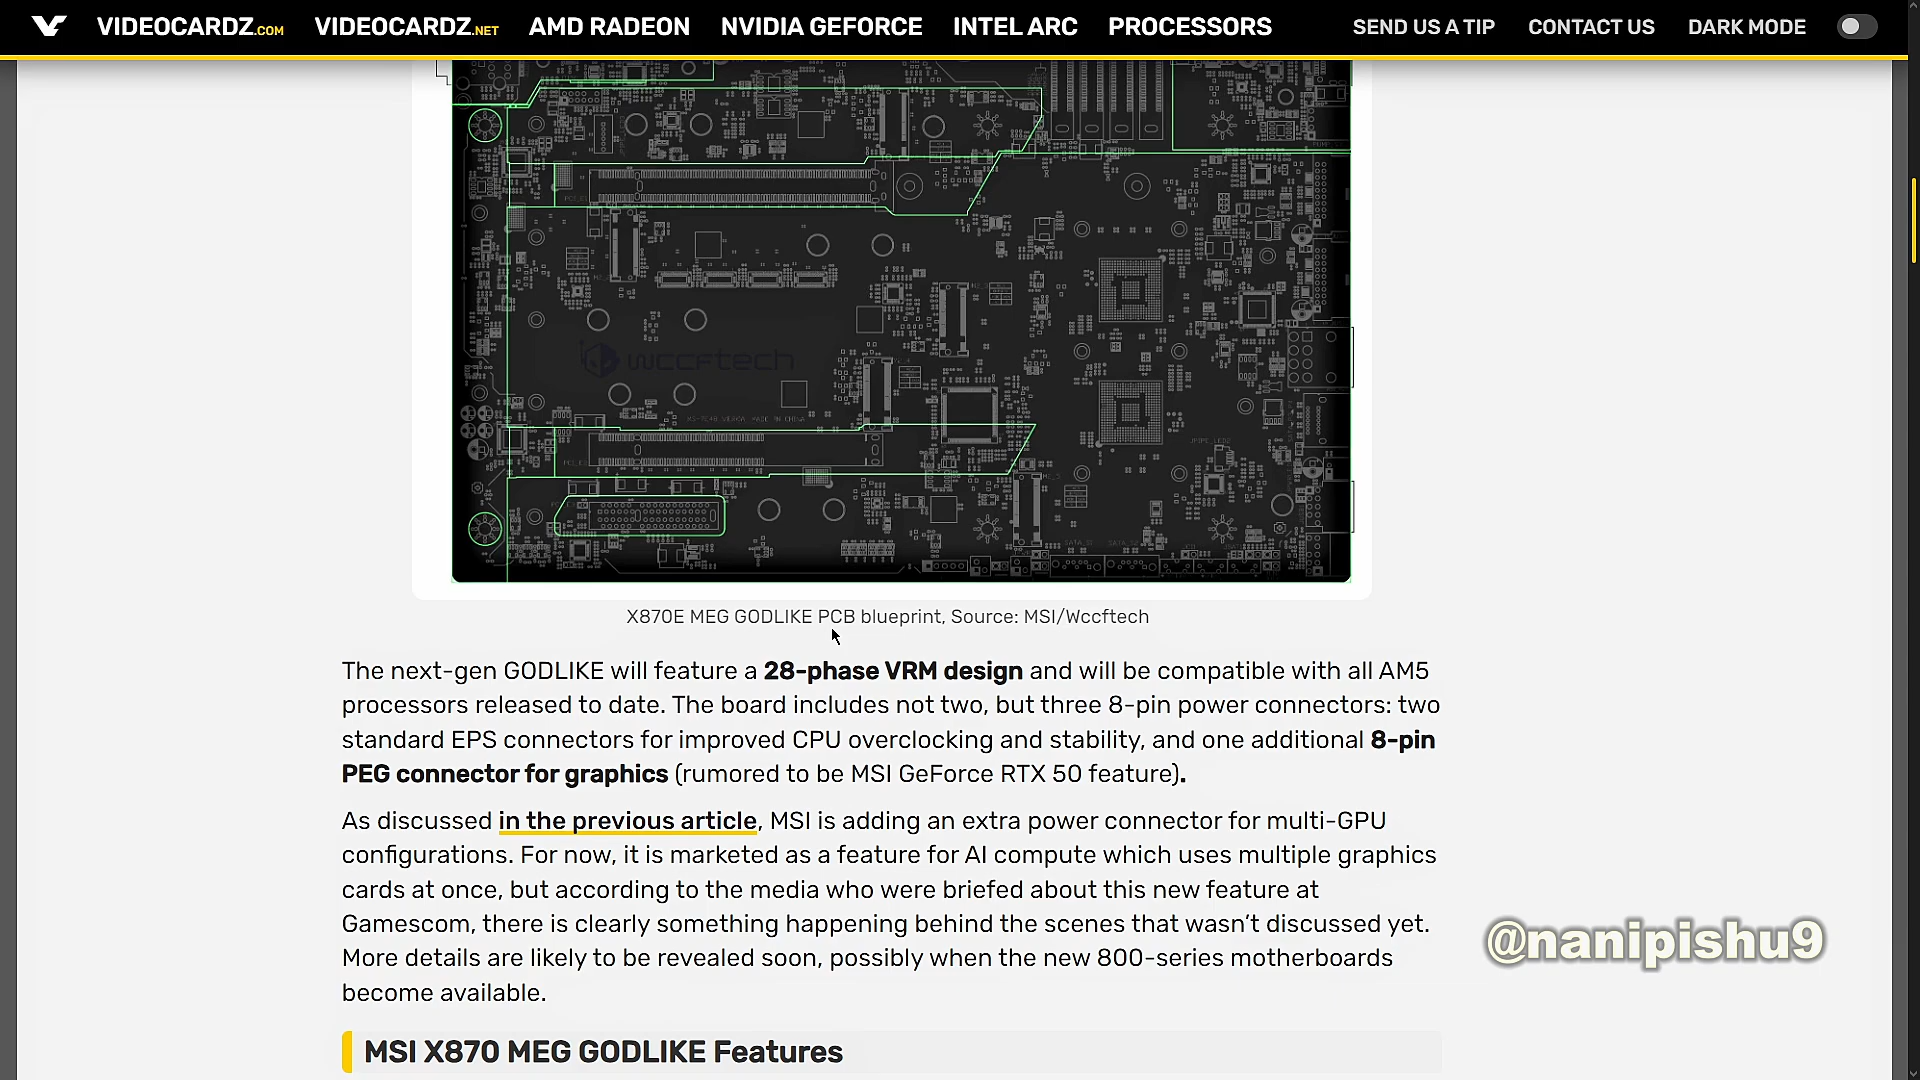 VIDEOCARDZ.COM VIDEOCARDZ.NET AMD RADEON NVIDIA GEFORCE INTEL ARC PROCESSORS SEND US A TIP CONTACT US DARK MODE
wccftech
X870E MEG GODLIKE PCB blueprint, Source: MSI/Wccftech
The next-gen GODLIKE will feature a 28-phase VRM design and will be compatible with all AM5
processors released to date. The board includes not two, but three 8-pin power connectors: two
standard EPS connectors for improved CPU overclocking and stability, and one additional 8-pin
PEG connector for graphics (rumored to be MSI GeForce RTX 50 feature).
As discussed in the previous article, MSI is adding an extra power connector for multi-GPU
configurations. For now, it is marketed as a feature for AI compute which uses multiple graphics
cards at once, but according to the media who were briefed about this new feature at
Gamescom, there is clearly something happening behind the scenes that wasn’t discussed yet.
More details are likely to be revealed soon, possibly when the new 800-series motherboards
become available.
@nanipishu9
MSI X870 MEG GODLIKE Features